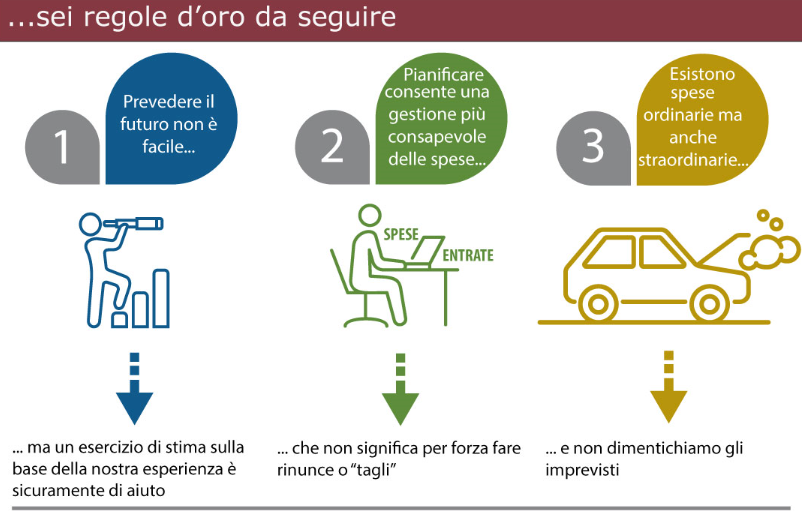 ...sei regole d'oro da seguire
1
Prevedere il
futuro non è
facile...
2
Pianificare
consente una
gestione più
consapevole
delle spese...
3
Esistono
spese
ordinarie ma
anche
straordinarie...
SPESE
ENTRATE
... ma un esercizio di stima sulla
base della nostra esperienza è
sicuramente di aiuto
... che non significa per forza fare
rinunce o “tagli”
... e non dimentichiamo gli
imprevisti